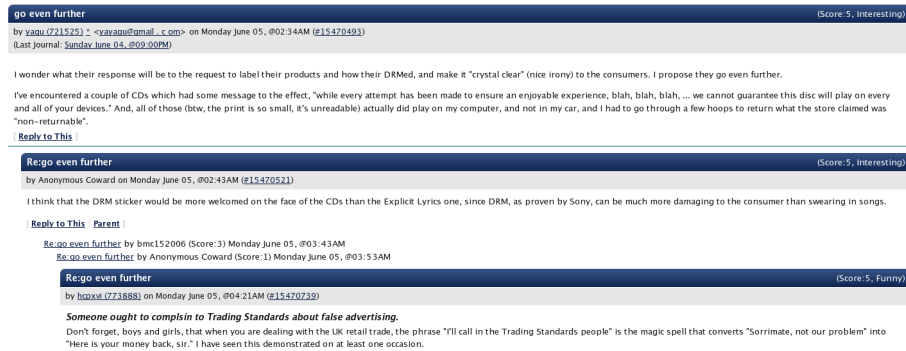 go even further (Score:5, Interesting)
by yagu (721525) * <yayagu@gmail . c om> on Monday June 05, @02:34AM (#15470493)
(Last Journal: Sunday June 04, @09:00PM)
I wonder what their response will be to the request to label their products and how their DRMed, and make it "crystal clear" (nice irony) to the consumers. I propose they go even further.
I've encountered a couple of CDs which had some message to the effect, "while every attempt has been made to ensure an enjoyable experience, blah, blah, blah, ... we cannot guarantee this disc will play on every
and all of your devices." And, all of those (btw, the print is so small, it's unreadable) actually did play on my computer, and not in my car, and I had to go through a few hoops to return what the store claimed was
"non-returnable".
| Reply to This |
Re:go even further (Score:5, Interesting)
by Anonymous Coward on Monday June 05, @02:43AM (#15470521)
I think that the DRM sticker would be more welcomed on the face of the CDs than the Explicit Lyrics one, since DRM, as proven by Sony, can be much more damaging to the consumer than swearing in songs.
| Reply to This | Parent |
Re:go even further by bmc152006 (Score:3) Monday June 05, @03:43AM
Re:go even further by Anonymous Coward (Score:1) Monday June 05, @03:53AM
Re:go even further (Score:5, Funny)
by hcpxvi (773888) on Monday June 05, @04:21AM (#15470739)
Someone ought to complsin to Trading Standards about false advertising.
Don't forget, boys and girls, that when you are dealing with the UK retail trade, the phrase "I'll call in the Trading Standards people" is the magic spell that converts "Sorrimate, not our problem" into
"Here is your money back, sir." I have seen this demonstrated on at least one occasion.